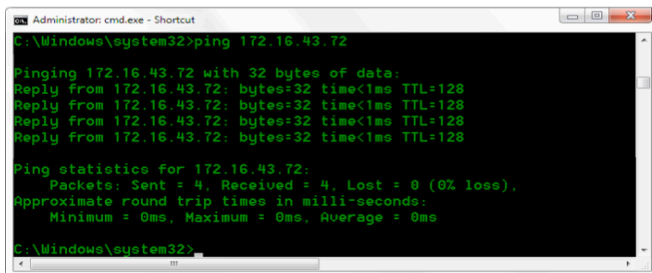 Administrator: cmd.exe - Shortcut
C:\Windows\system32>ping 172.16.43.72
Pinging 172.16.43.72 with 32 bytes of data:
Reply from 172.16.43.72: bytes=32 time<1ms TTL=128
Reply from 172.16.43.72: bytes=32 time<1ms TTL=128
Reply from 172.16.43.72: bytes=32 time<1ms TTL=128
Reply from 172.16.43.72: bytes=32 time<1ms TTL=128
Ping statistics for 172.16.43.72:
Packets: Sent = 4, Received = 4, Lost = 0 (0% loss),
Approximate round trip times in milli-seconds:
Minimum = 0ms, Maximum = 0ms, Average = 0ms
C:\Windows\system32>_